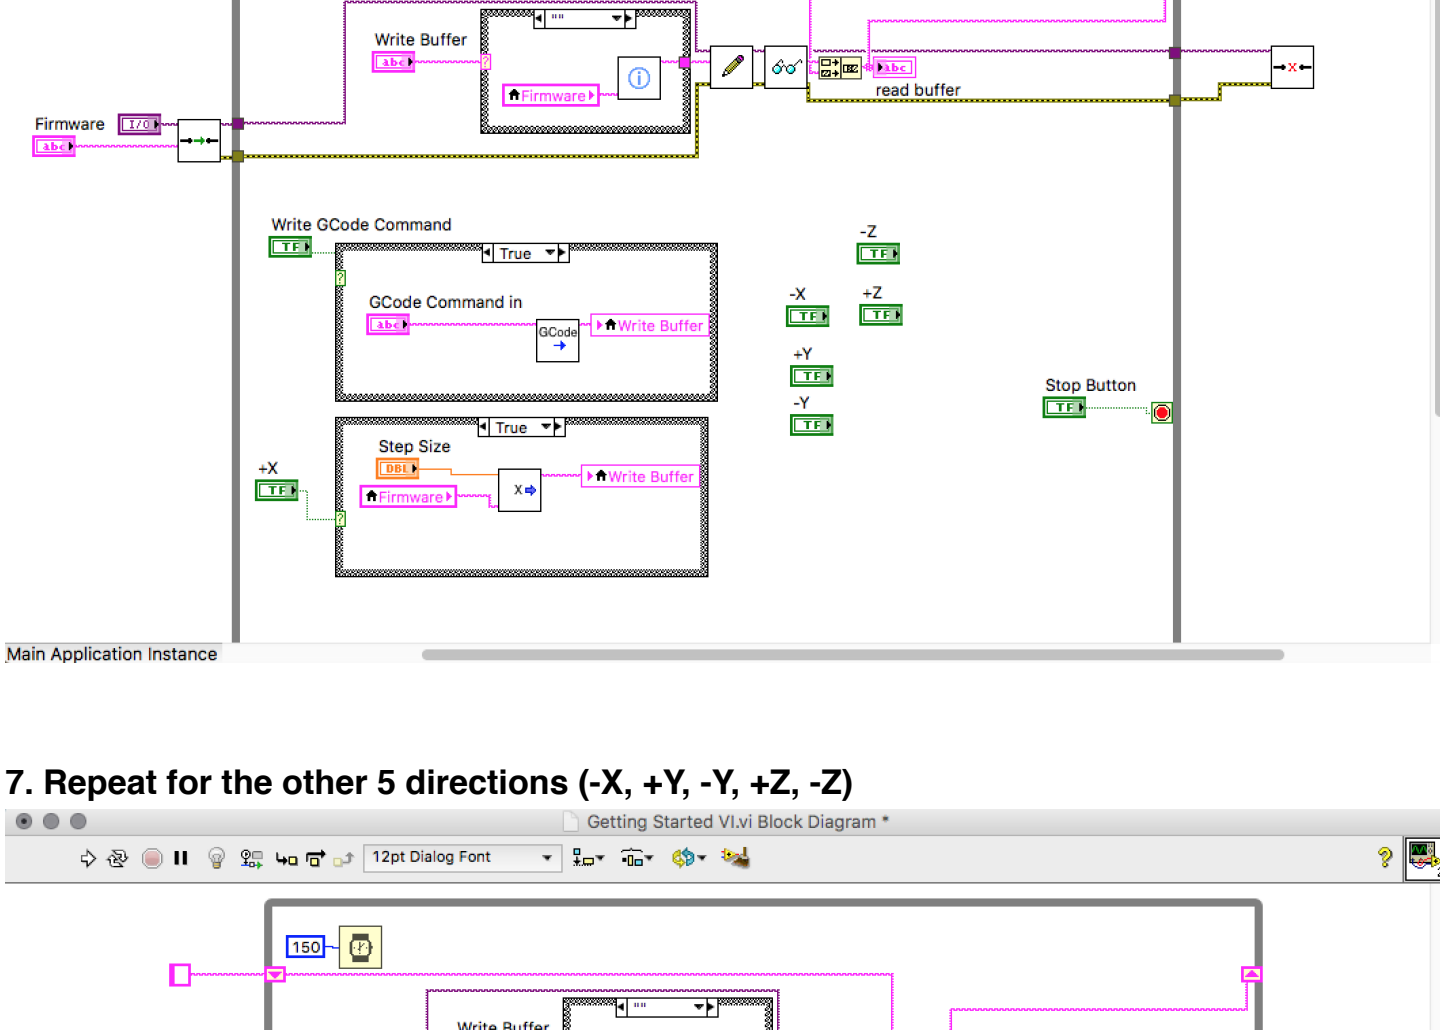 ""
Write Buffer
abc
?
Firmware
i
abc
read buffer
Firmware
I/O
abc
Write GCode Command
TF
True
?
GCode Command in
abc
GCode
Write Buffer
-Z
TF
-X
TF
+Z
TF
+Y
TF
-Y
TF
Stop Button
TF
True
Step Size
DBL
+X
TF
Firmware
X
Write Buffer
?
Main Application Instance
7. Repeat for the other 5 directions (-X, +Y, -Y, +Z, -Z)
Getting Started VI.vi Block Diagram *
12pt Dialog Font
?
2
150
""
Write Buffer